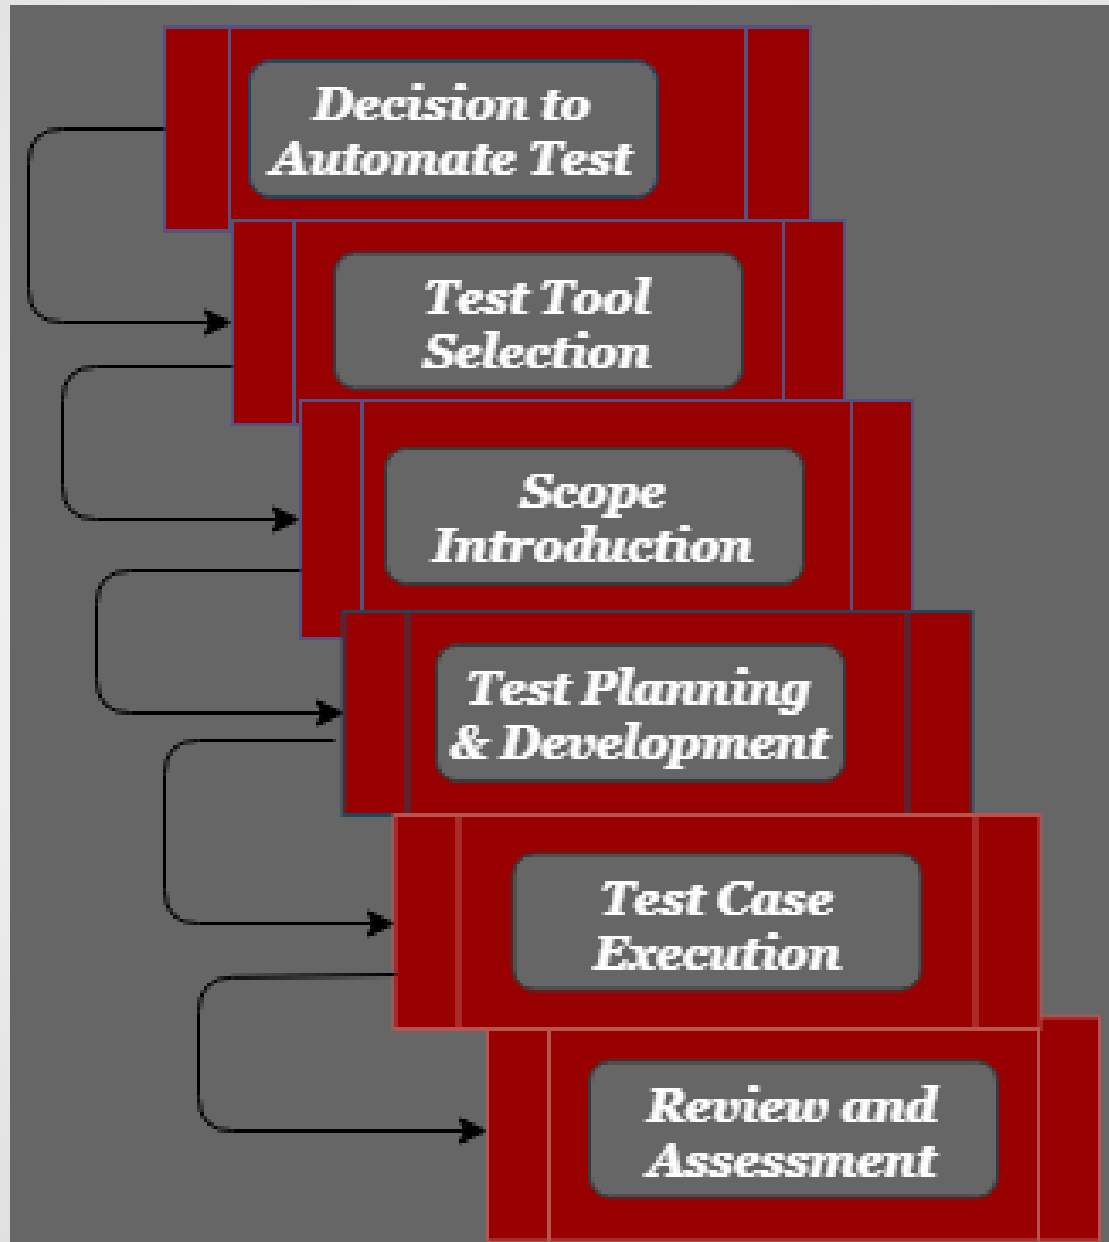 Decision to
Automate Test
Test Tool
Selection
Scope
Introduction
Test Planning
& Development
Test Case
Execution
Review and
Assessment